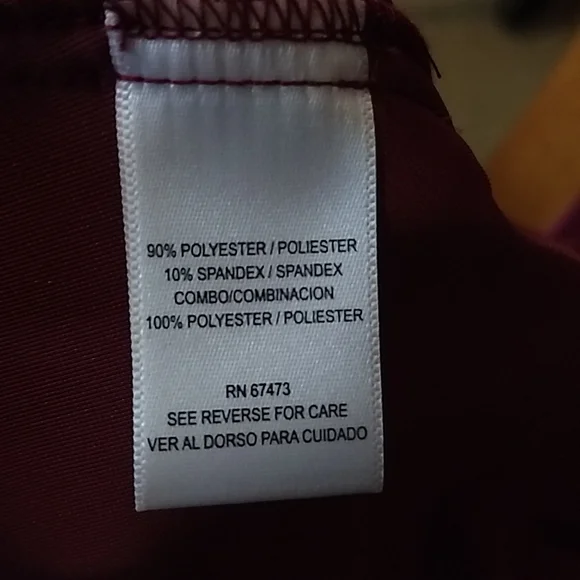 90% POLYESTER / POLIESTER
10% SPANDEX / SPANDEX
COMBO/COMBINACION
100% POLYESTER / POLIESTER
RN 67473
SEE REVERSE FOR CARE
VER AL DORSO PARA CUIDADO